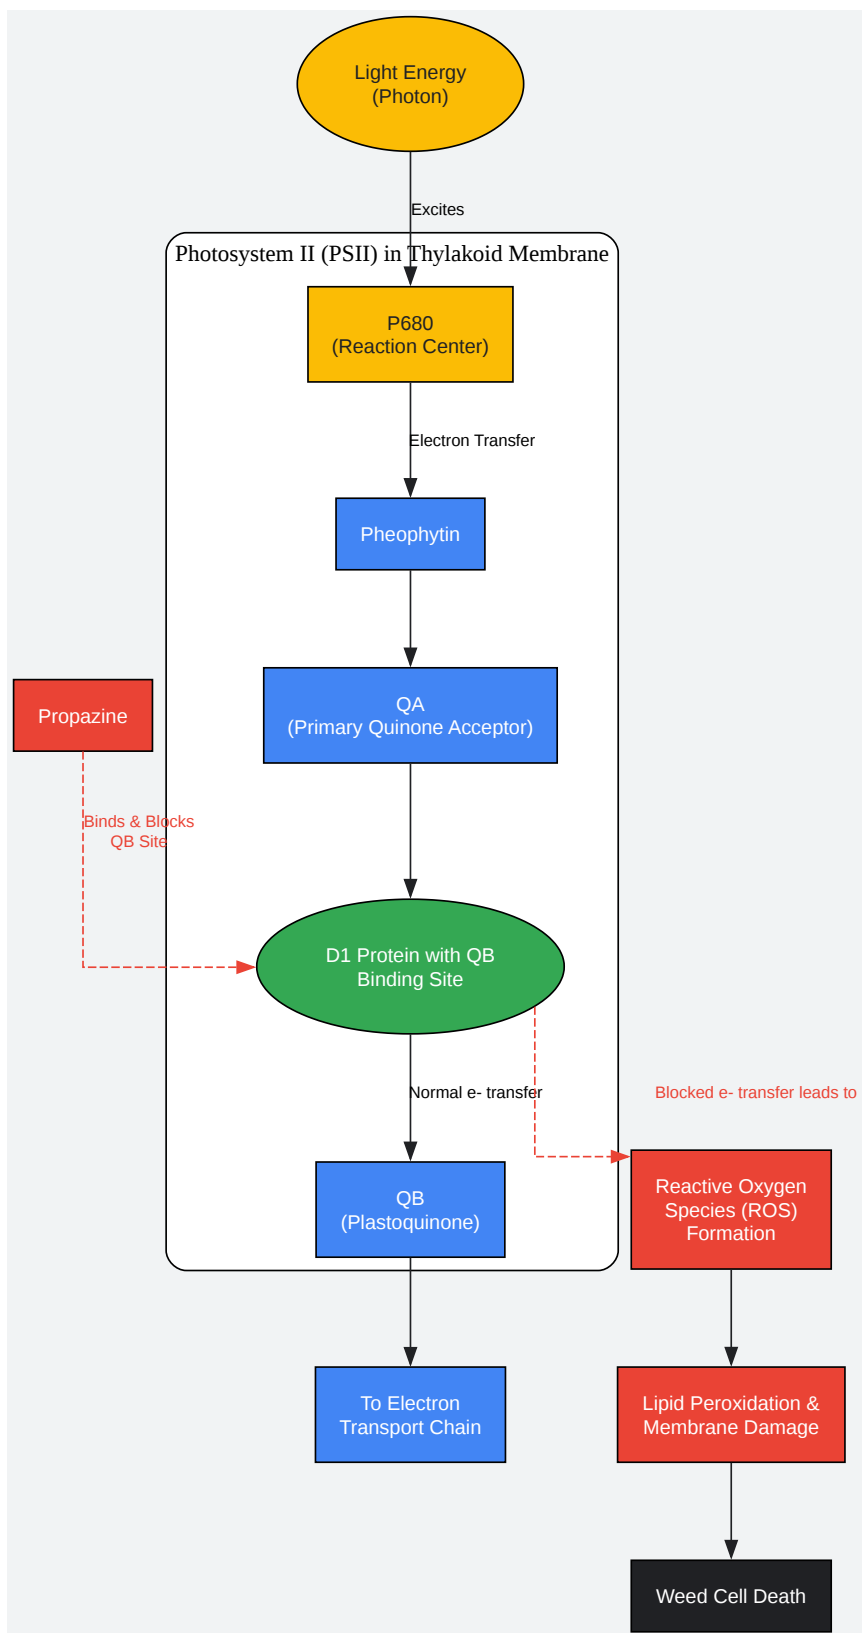 Light Energy
(Photon)
Excites
Photosystem II (PSII) in Thylakoid Membrane
P680
(Reaction Center)
Electron Transfer
Pheophytin
QA
(Primary Quinone Acceptor)
Propazine
Binds & Blocks
QB Site
D1 Protein with QB
Binding Site
Normal e- transfer
Blocked e- transfer leads to
QB
(Plastoquinone)
Reactive Oxygen
Species (ROS)
Formation
To Electron
Transport Chain
Lipid Peroxidation &
Membrane Damage
Weed Cell Death